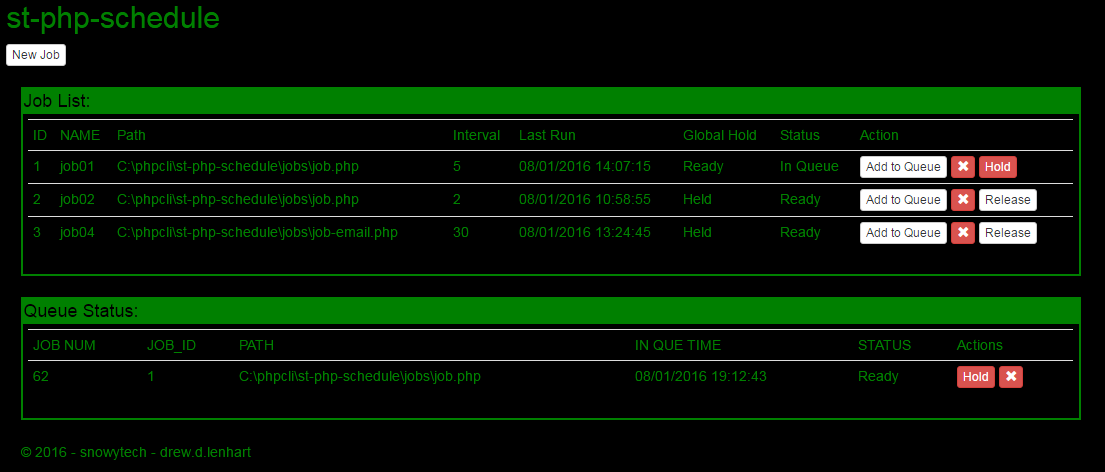 st-php-schedule
New Job
Job List:
ID NAME Path Interval Last Run Global Hold Status Action
1 job01 C:\phpcli\st-php-schedule\jobs\job.php 5 08/01/2016 14:07:15 Ready In Queue Add to Queue ✖ Hold
2 job02 C:\phpcli\st-php-schedule\jobs\job.php 2 08/01/2016 10:58:55 Held Ready Add to Queue ✖ Release
3 job04 C:\phpcli\st-php-schedule\jobs\job-email.php 30 08/01/2016 13:24:45 Held Ready Add to Queue ✖ Release
Queue Status:
JOB NUM JOB_ID PATH IN QUE TIME STATUS Actions
62 1 C:\phpcli\st-php-schedule\jobs\job.php 08/01/2016 19:12:43 Ready Hold ✖
© 2016 - snowytech - drew.d.lenhart